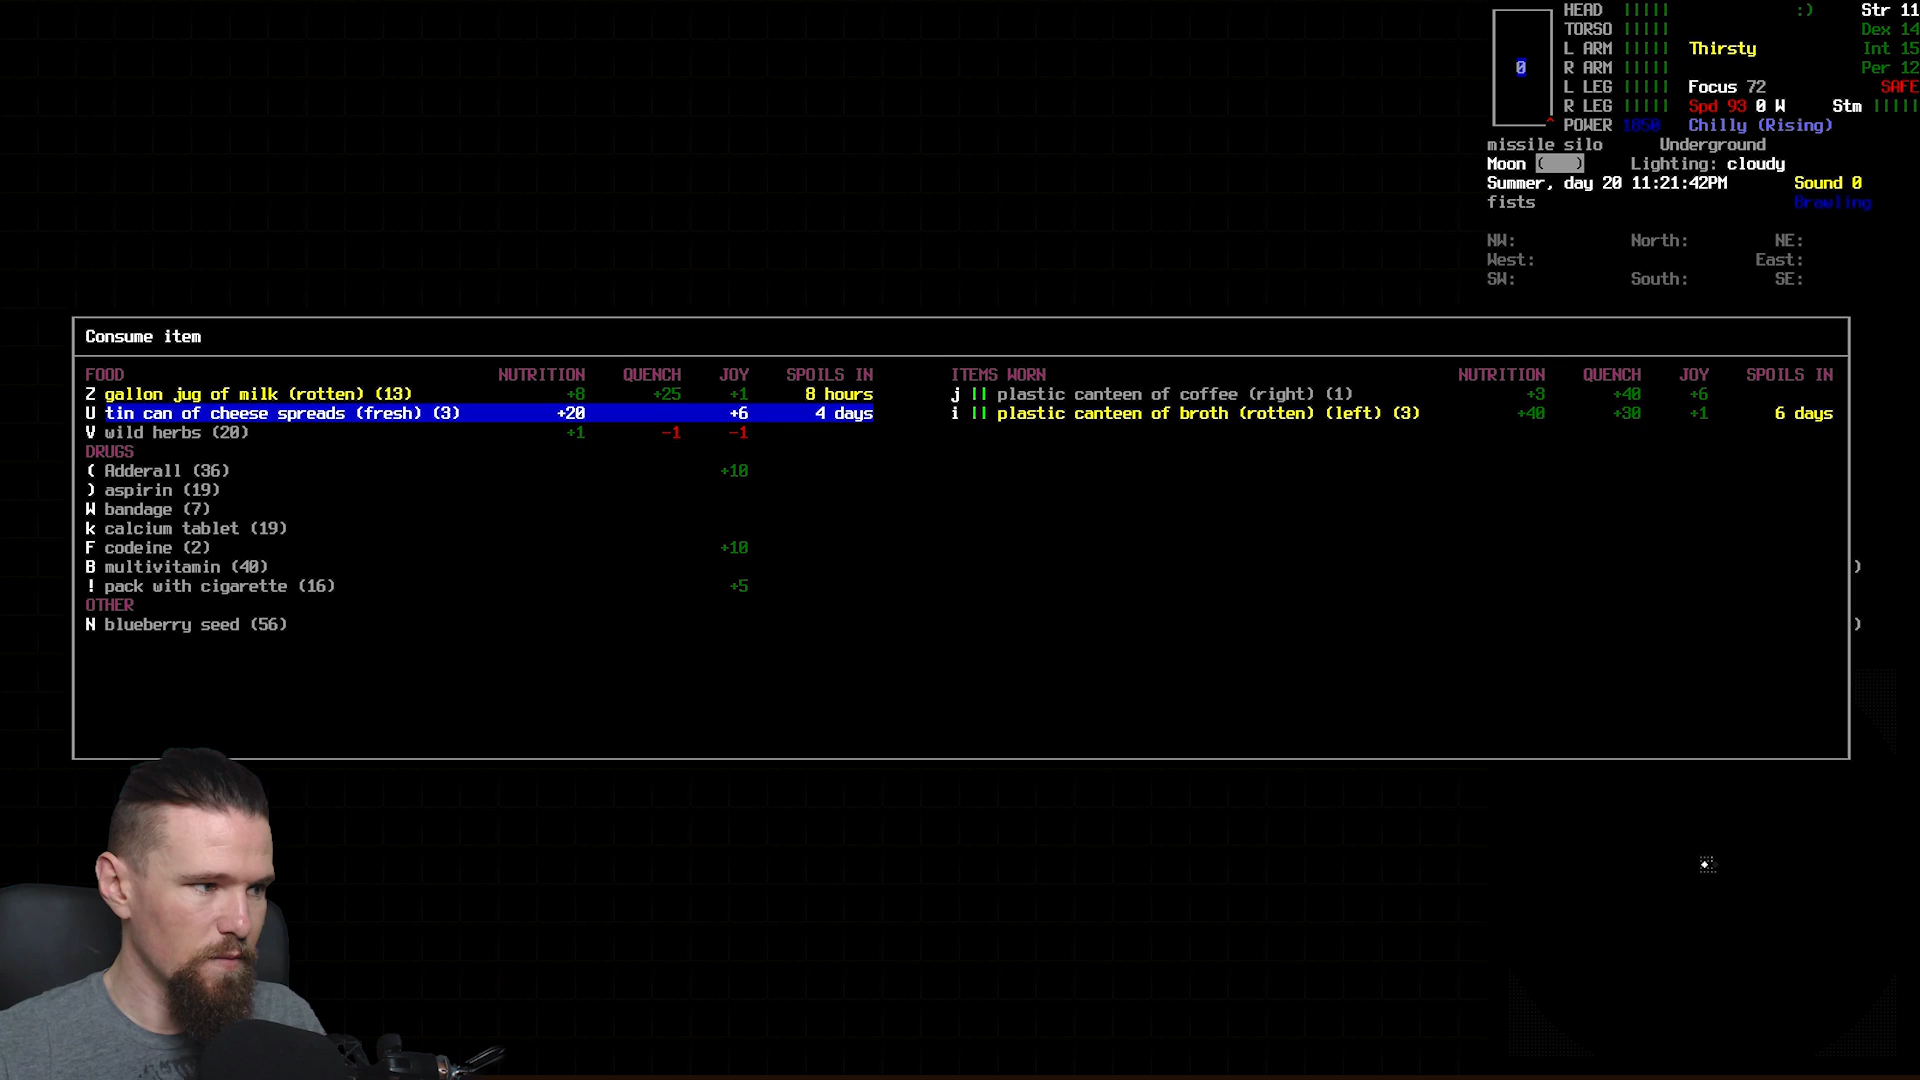 HEAD ||||| :) Str 11
TORSO ||||| Dex 14
L ARM ||||| Thirsty Int 15
0 R ARM ||||| Per 12
L LEG ||||| Focus 72 SAFE
R LEG ||||| Spd 93 0 W Stm |||||
^ POWER 1850 Chilly (Rising)
missile silo Underground
Moon ( ) Lighting: cloudy
Summer, day 20 11:21:42PM Sound 0
fists Brawling
NW: North: NE:
West: East:
SW: South: SE:
Consume item
FOOD NUTRITION QUENCH JOY SPOILS IN ITEMS WORN NUTRITION QUENCH JOY SPOILS IN
Z gallon jug of milk (rotten) (13) +8 +25 +1 8 hours j || plastic canteen of coffee (right) (1) +3 +40 +6
U tin can of cheese spreads (fresh) (3) +20 +6 4 days i || plastic canteen of broth (rotten) (left) (3) +40 +30 +1 6 days
V wild herbs (20) +1 -1 -1
DRUGS
( Adderall (36) +10
) aspirin (19)
W bandage (7)
k calcium tablet (19)
F codeine (2) +10
B multivitamin (40) )
! pack with cigarette (16) +5
OTHER
N blueberry seed (56) )